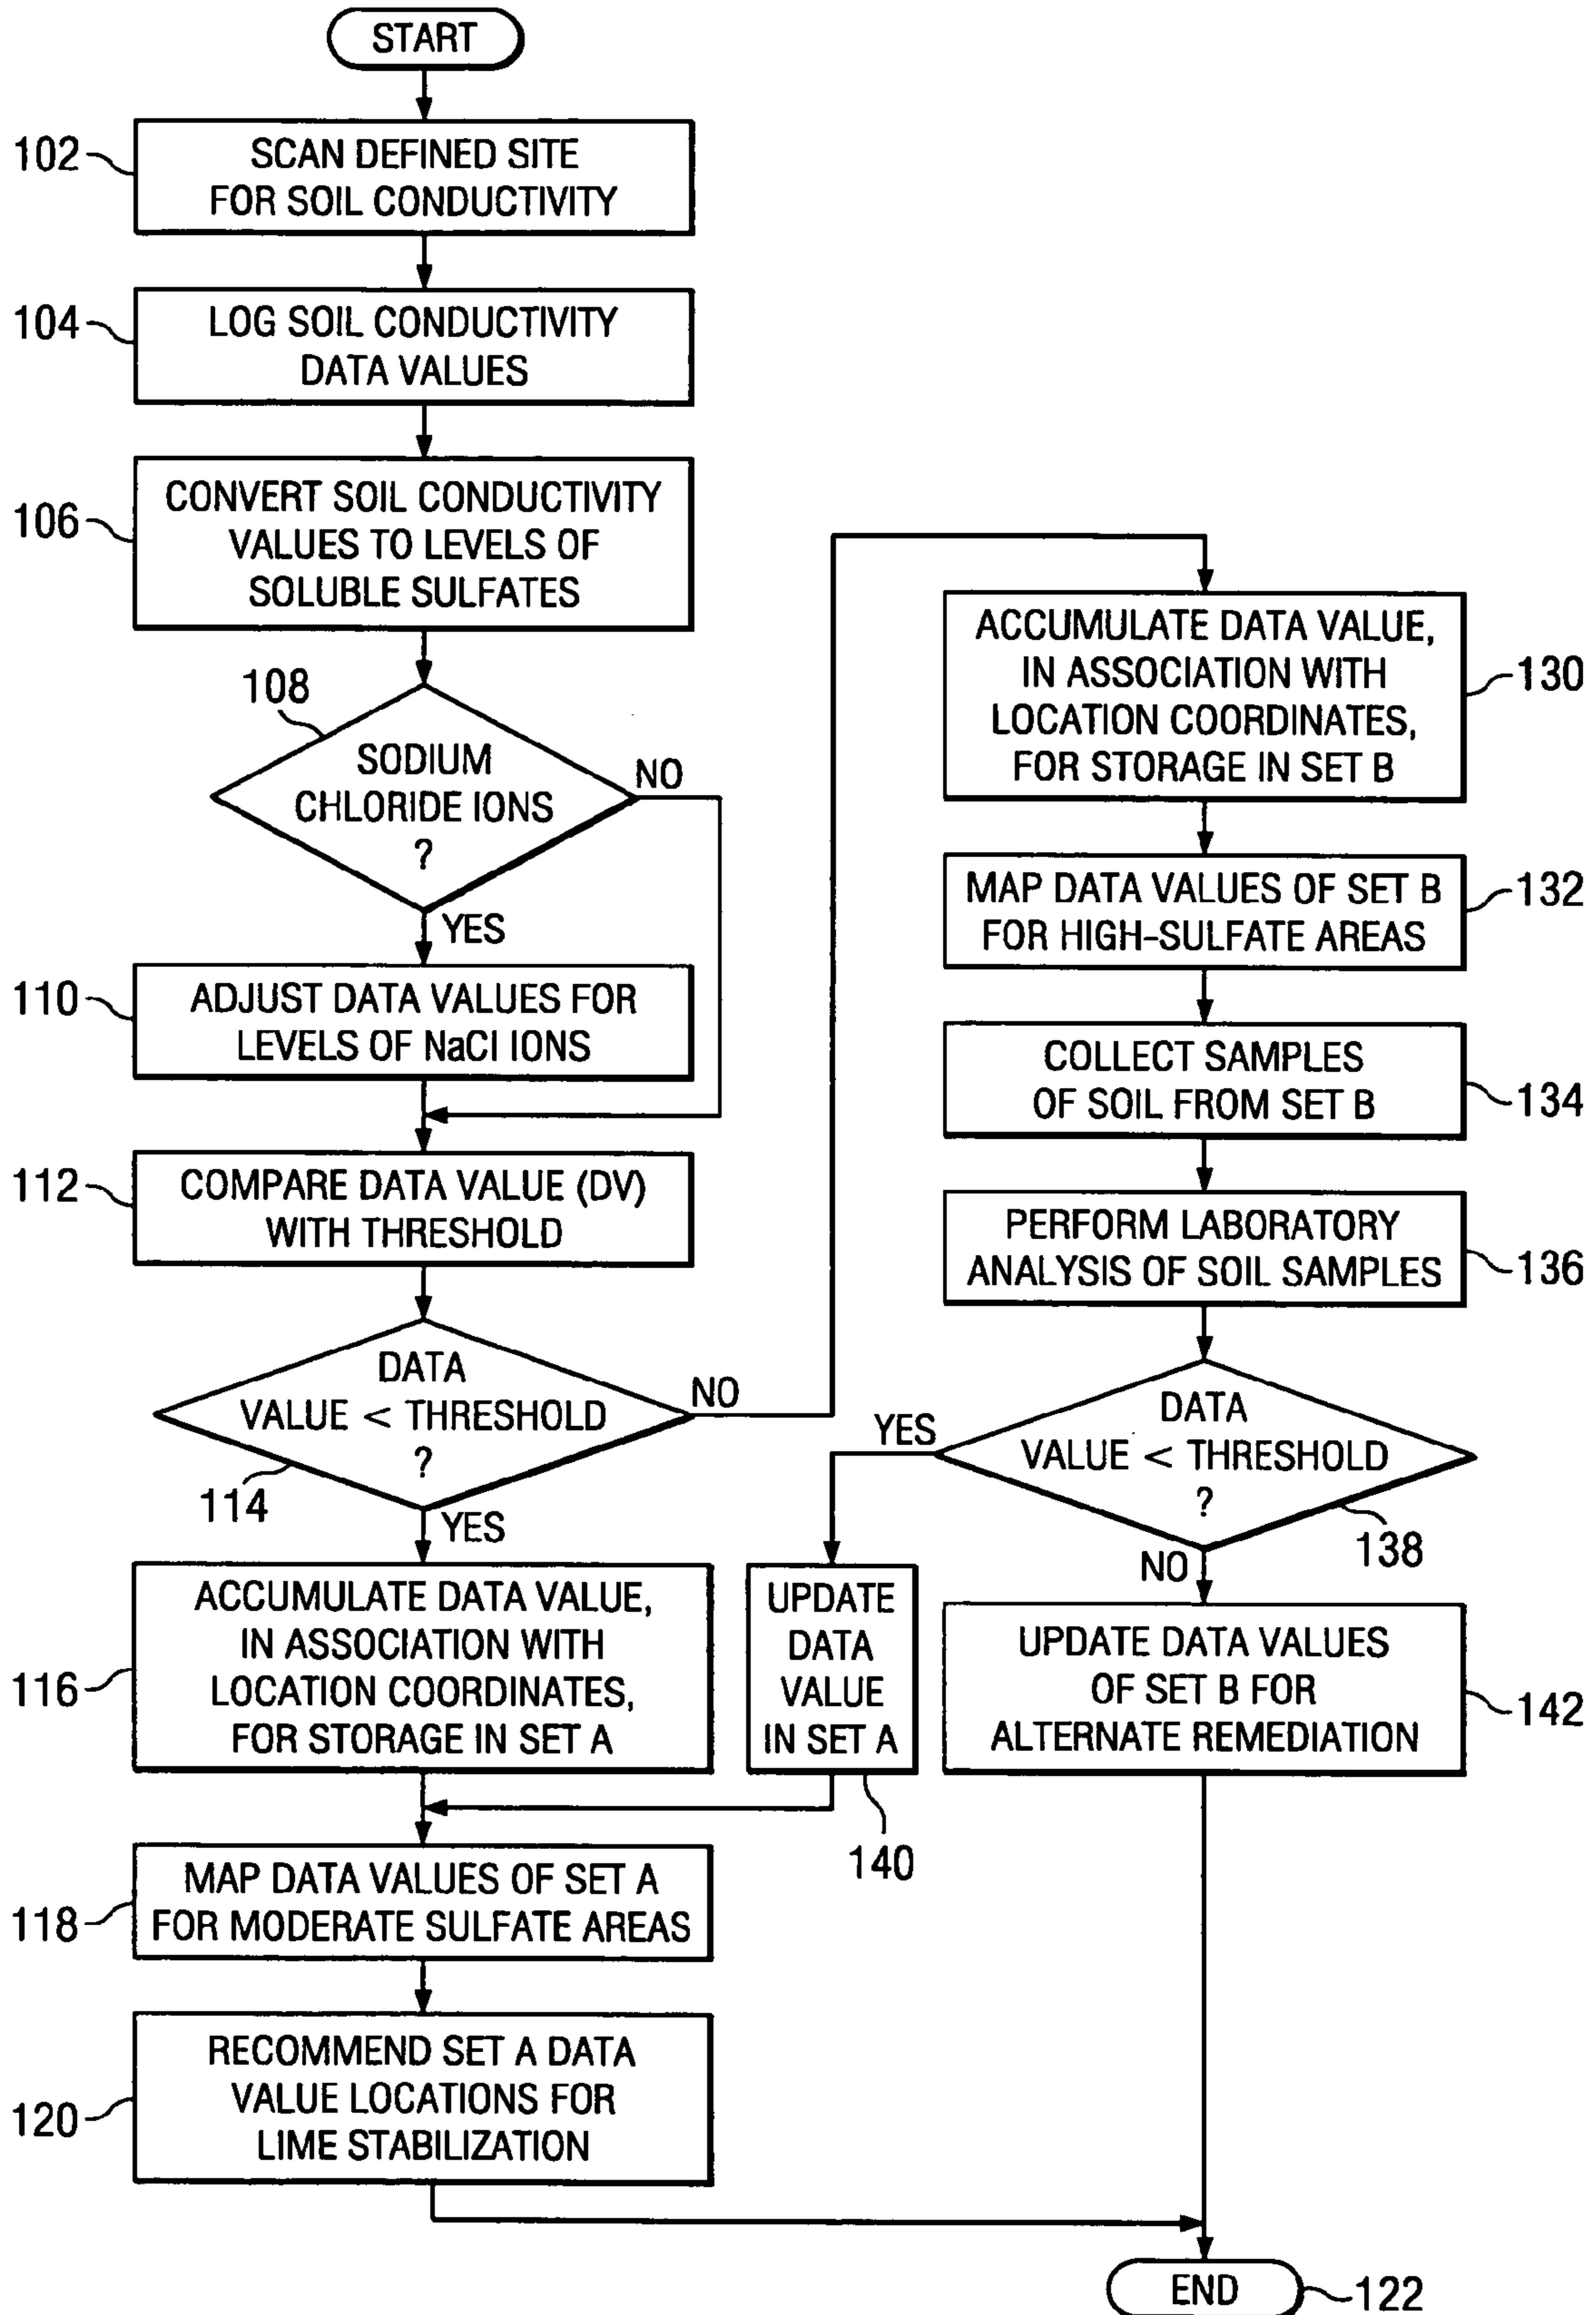 START
102
SCAN DEFINED SITE
FOR SOIL CONDUCTIVITY
104
LOG SOIL CONDUCTIVITY
DATA VALUES
106
CONVERT SOIL CONDUCTIVITY
VALUES TO LEVELS OF
SOLUBLE SULFATES
108
SODIUM
CHLORIDE IONS
?
NO
YES
110
ADJUST DATA VALUES FOR
LEVELS OF NaCl IONS
112
COMPARE DATA VALUE (DV)
WITH THRESHOLD
DATA
VALUE < THRESHOLD
?
NO
114
YES
116
ACCUMULATE DATA VALUE,
IN ASSOCIATION WITH
LOCATION COORDINATES,
FOR STORAGE IN SET A
118
MAP DATA VALUES OF SET A
FOR MODERATE SULFATE AREAS
120
RECOMMEND SET A DATA
VALUE LOCATIONS FOR
LIME STABILIZATION
ACCUMULATE DATA VALUE,
IN ASSOCIATION WITH
LOCATION COORDINATES,
FOR STORAGE IN SET B
130
MAP DATA VALUES OF SET B
FOR HIGH-SULFATE AREAS
132
COLLECT SAMPLES
OF SOIL FROM SET B
134
PERFORM LABORATORY
ANALYSIS OF SOIL SAMPLES
136
DATA
VALUE < THRESHOLD
?
YES
138
NO
UPDATE
DATA
VALUE
IN SET A
140
UPDATE DATA VALUES
OF SET B FOR
ALTERNATE REMEDIATION
142
END
122